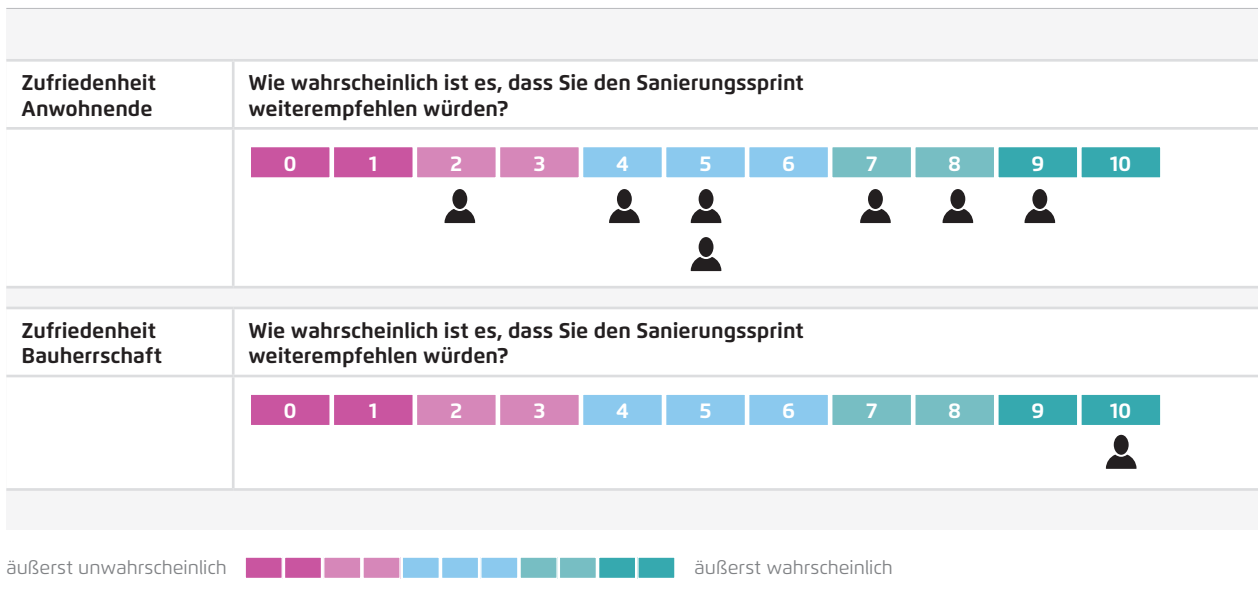 Zufriedenheit
Anwohnende
Wie wahrscheinlich ist es, dass Sie den Sanierungssprint
weiterempfehlen würden?
0 1 2 3 4 5 6 7 8 9 10
Zufriedenheit
Bauherrschaft
Wie wahrscheinlich ist es, dass Sie den Sanierungssprint
weiterempfehlen würden?
0 1 2 3 4 5 6 7 8 9 10
äußerst unwahrscheinlich äußerst wahrscheinlich